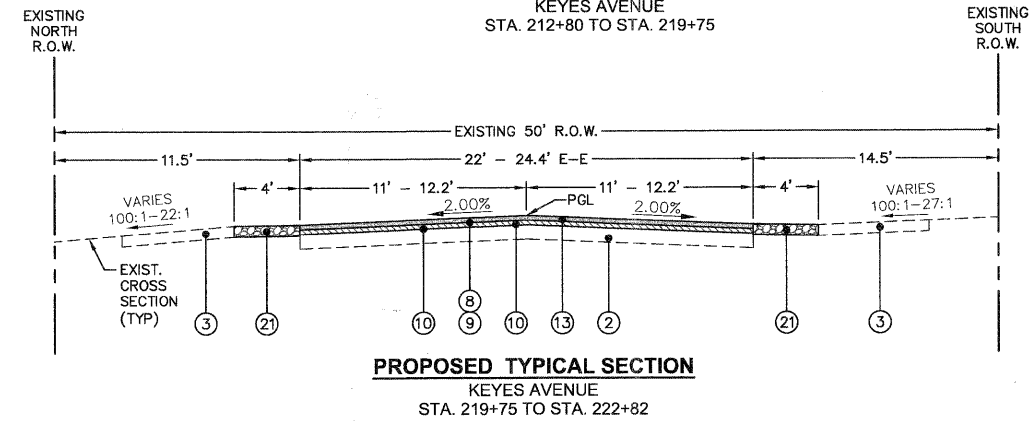 KEYES AVENUE
STA. 212+80 TO STA. 219+75
EXISTING
NORTH
R.O.W.
EXISTING
SOUTH
R.O.W.
EXISTING 50' R.O.W.
11.5'
22' - 24.4' E-E
14.5'
4'
11' - 12.2'
11' - 12.2'
4'
VARIES
100:1-22:1
2.00%
PGL
2.00%
VARIES
100:1-27:1
EXIST.
CROSS
SECTION
(TYP)
3
21
10
8
9
10
13
2
21
3
PROPOSED TYPICAL SECTION
KEYES AVENUE
STA. 219+75 TO STA. 222+82